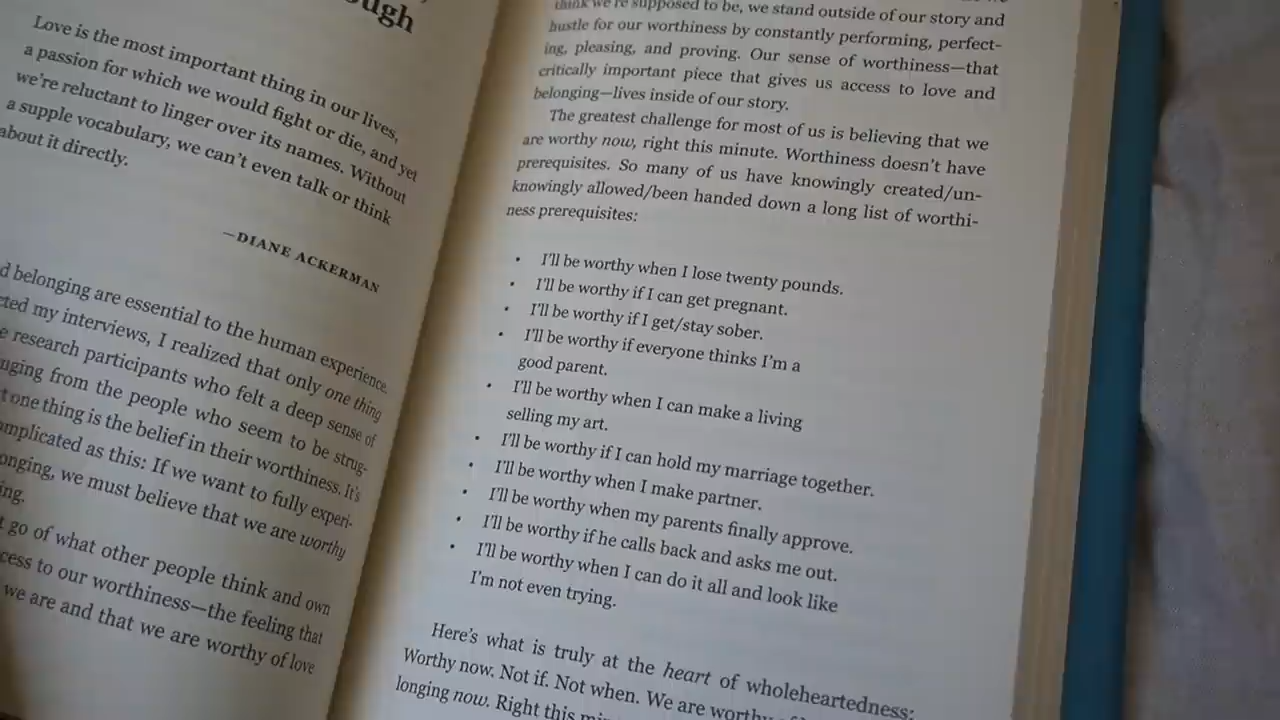 Love is the most important thing in our lives,
a passion for which we would fight or die, and yet
we're reluctant to linger over its names. Without
a supple vocabulary, we can't even talk or think
about it directly.
—DIANE ACKERMAN
belonging are essential to the human experience.
my interviews, I realized that only one thing
research participants who felt a deep sense of
from the people who seem to be strug-
one thing is the belief in their worthiness. It's
as this: If we want to fully experi-
we must believe that we are worthy
go of what other people think and own
to our worthiness—the feeling that
we are and that we are worthy of love
think we're supposed to be, we stand outside of our story and
hustle for our worthiness by constantly performing, perfect-
ing, pleasing, and proving. Our sense of worthiness—that
critically important piece that gives us access to love and
belonging—lives inside of our story.
The greatest challenge for most of us is believing that we
are worthy now, right this minute. Worthiness doesn't have
prerequisites. So many of us have knowingly created/un-
knowingly allowed/been handed down a long list of worthi-
ness prerequisites:
• I'll be worthy when I lose twenty pounds.
• I'll be worthy if I can get pregnant.
• I'll be worthy if I get/stay sober.
• I'll be worthy if everyone thinks I'm a
good parent.
• I'll be worthy when I can make a living
selling my art.
• I'll be worthy if I can hold my marriage together.
• I'll be worthy when I make partner.
• I'll be worthy when my parents finally approve.
• I'll be worthy if he calls back and asks me out.
• I'll be worthy when I can do it all and look like
I'm not even trying.
Here's what is truly at the heart of wholeheartedness:
Worthy now. Not if. Not when. We are worthy
longing now. Right this